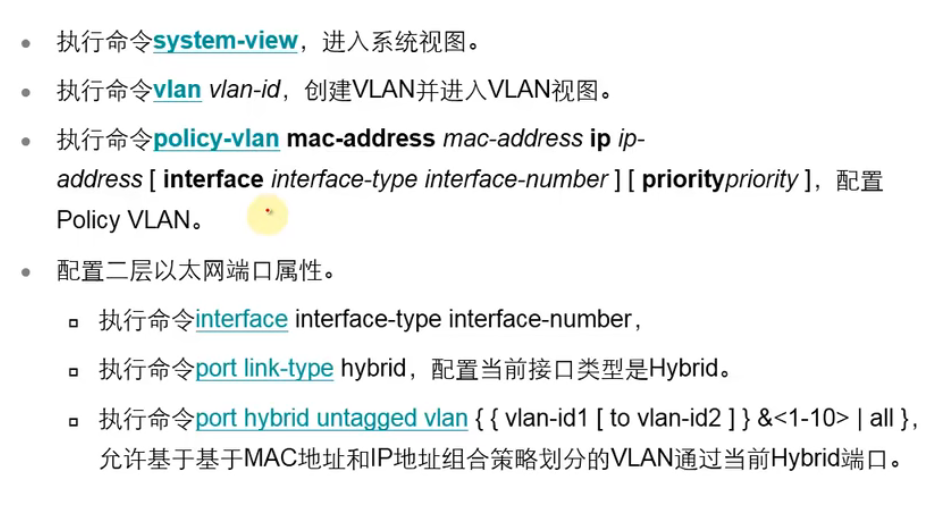 执行命令system-view，进入系统视图。
执行命令vlan vlan-id，创建VLAN并进入VLAN视图。
执行命令policy-vlan mac-address mac-address ip ip-
address [ interface interface-type interface-number ] [ prioritypriority ]，配置
Policy VLAN。
配置二层以太网端口属性。
执行命令interface interface-type interface-number，
执行命令port link-type hybrid，配置当前接口类型是Hybrid。
执行命令port hybrid untagged vlan { { vlan-id1 [ to vlan-id2 ] } &<1-10> | all }，
允许基于基于MAC地址和IP地址组合策略划分的VLAN通过当前Hybrid端口。